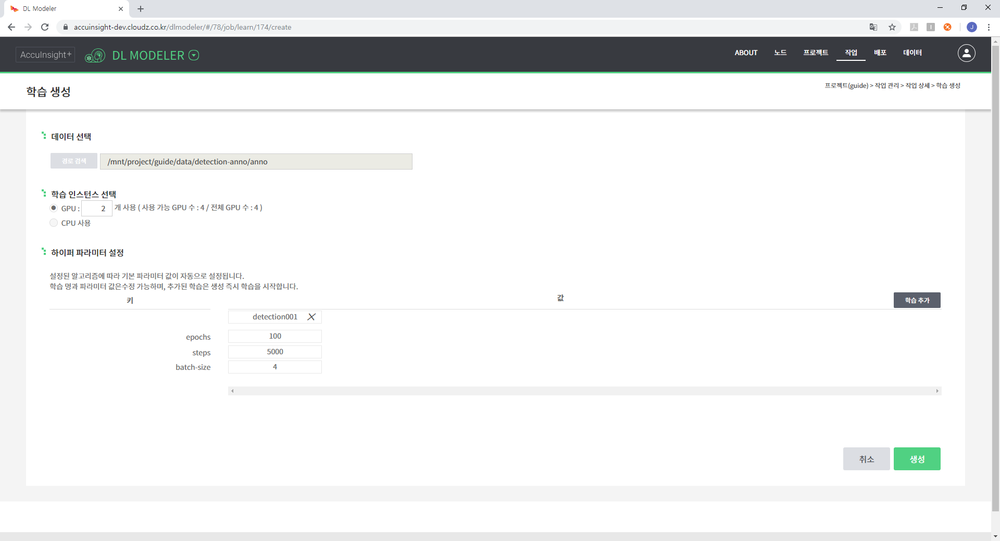 DL Modeler
accuinsight-dev.cloudz.co.kr/dlmodeler/#/78/job/learn/174/create
J
AccuInsight+
DL MODELER
ABOUT
노드
프로젝트
작업
배포
데이터
학습 생성
프로젝트(guide) > 작업 관리 > 작업 상세 > 학습 생성
데이터 선택
경로 검색
/mnt/project/guide/data/detection-anno/anno
학습 인스턴스 선택
GPU : 2 개 사용 ( 사용 가능 GPU 수 : 4 / 전체 GPU 수 : 4 )
CPU 사용
하이퍼 파라미터 설정
설정된 알고리즘에 따라 기본 파라미터 값이 자동으로 설정됩니다.
학습 명과 파라미터 값은수정 가능하며, 추가된 학습은 생성 즉시 학습을 시작합니다.
키
값
학습 추가
detection001
epochs 100
steps 5000
batch-size 4
취소
생성